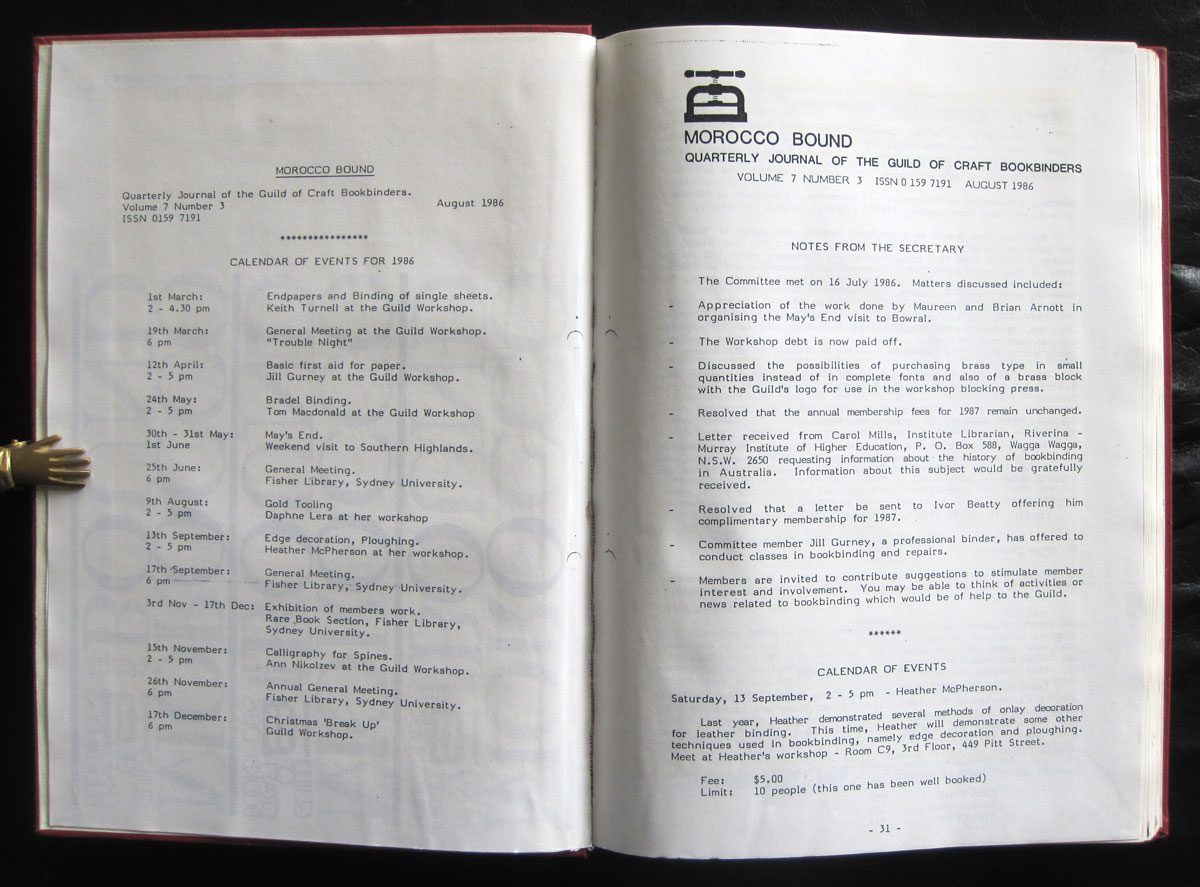 MOROCCO BOUND
Quarterly Journal of the Guild of Craft Bookbinders.
Volume 7 Number 3 August 1986
ISSN 0159 7191
****************
CALENDAR OF EVENTS FOR 1986
1st March: Endpapers and Binding of single sheets.
2 - 4.30 pm Keith Turnell at the Guild Workshop.
19th March: General Meeting at the Guild Workshop.
6 pm "Trouble Night"
12th April: Basic first aid for paper.
2 - 5 pm Jill Gurney at the Guild Workshop.
24th May: Bradel Binding.
2 - 5 pm Tom Macdonald at the Guild Workshop
30th - 31st May: May's End.
1st June Weekend visit to Southern Highlands.
25th June: General Meeting.
6 pm Fisher Library, Sydney University.
9th August: Gold Tooling
2 - 5 pm Daphne Lera at her workshop
13th September: Edge decoration, Ploughing.
2 - 5 pm Heather McPherson at her workshop.
17th September: General Meeting.
6 pm Fisher Library, Sydney University.
3rd Nov - 17th Dec: Exhibition of members work.
Rare Book Section, Fisher Library,
Sydney University.
15th November: Calligraphy for Spines.
2 - 5 pm Ann Nikolzev at the Guild Workshop.
26th November: Annual General Meeting.
6 pm Fisher Library, Sydney University.
17th December: Christmas 'Break Up'
6 pm Guild Workshop.
MOROCCO BOUND
QUARTERLY JOURNAL OF THE GUILD OF CRAFT BOOKBINDERS
VOLUME 7 NUMBER 3 ISSN 0 159 7191 AUGUST 1986
NOTES FROM THE SECRETARY
The Committee met on 16 July 1986. Matters discussed included:
- Appreciation of the work done by Maureen and Brian Arnott in
organising the May's End visit to Bowral.
- The Workshop debt is now paid off.
- Discussed the possibilities of purchasing brass type in small
quantities instead of in complete fonts and also of a brass block
with the Guild's logo for use in the workshop blocking press.
- Resolved that the annual membership fees for 1987 remain unchanged.
- Letter received from Carol Mills, Institute Librarian, Riverina -
Murray Institute of Higher Education, P. O. Box 588, Wagga Wagga,
N.S.W. 2650 requesting information about the history of bookbinding
in Australia. Information about this subject would be gratefully
received.
- Resolved that a letter be sent to Ivor Beatty offering him
complimentary membership for 1987.
- Committee member Jill Gurney, a professional binder, has offered to
conduct classes in bookbinding and repairs.
- Members are invited to contribute suggestions to stimulate member
interest and involvement. You may be able to think of activities or
news related to bookbinding which would be of help to the Guild.
******
CALENDAR OF EVENTS
Saturday, 13 September, 2 - 5 pm - Heather McPherson.
Last year, Heather demonstrated several methods of onlay decoration
for leather binding. This time, Heather will demonstrate some other
techniques used in bookbinding, namely edge decoration and ploughing.
Meet at Heather's workshop - Room C9, 3rd Floor, 449 Pitt Street.
Fee: $5.00
Limit: 10 people (this one has been well booked)
- 31 -